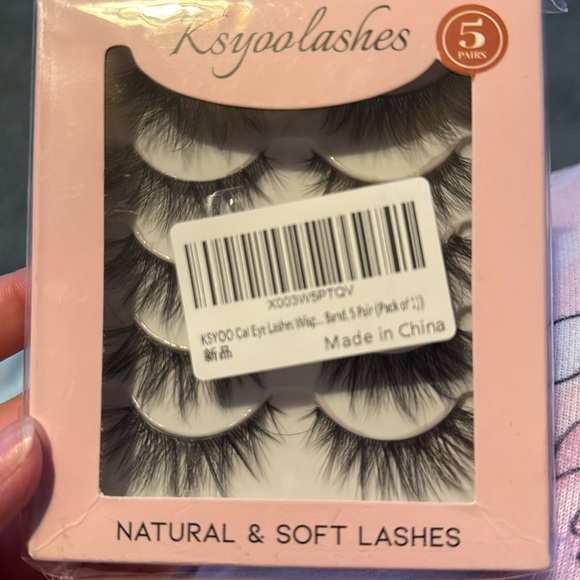 Ksyoolashes
5
PAIRS
X003W5PTQV
KSYOO Cat Eye Lashes Wisp... Band, 5 Pair (Pack of 1)
新品
Made in China
NATURAL & SOFT LASHES